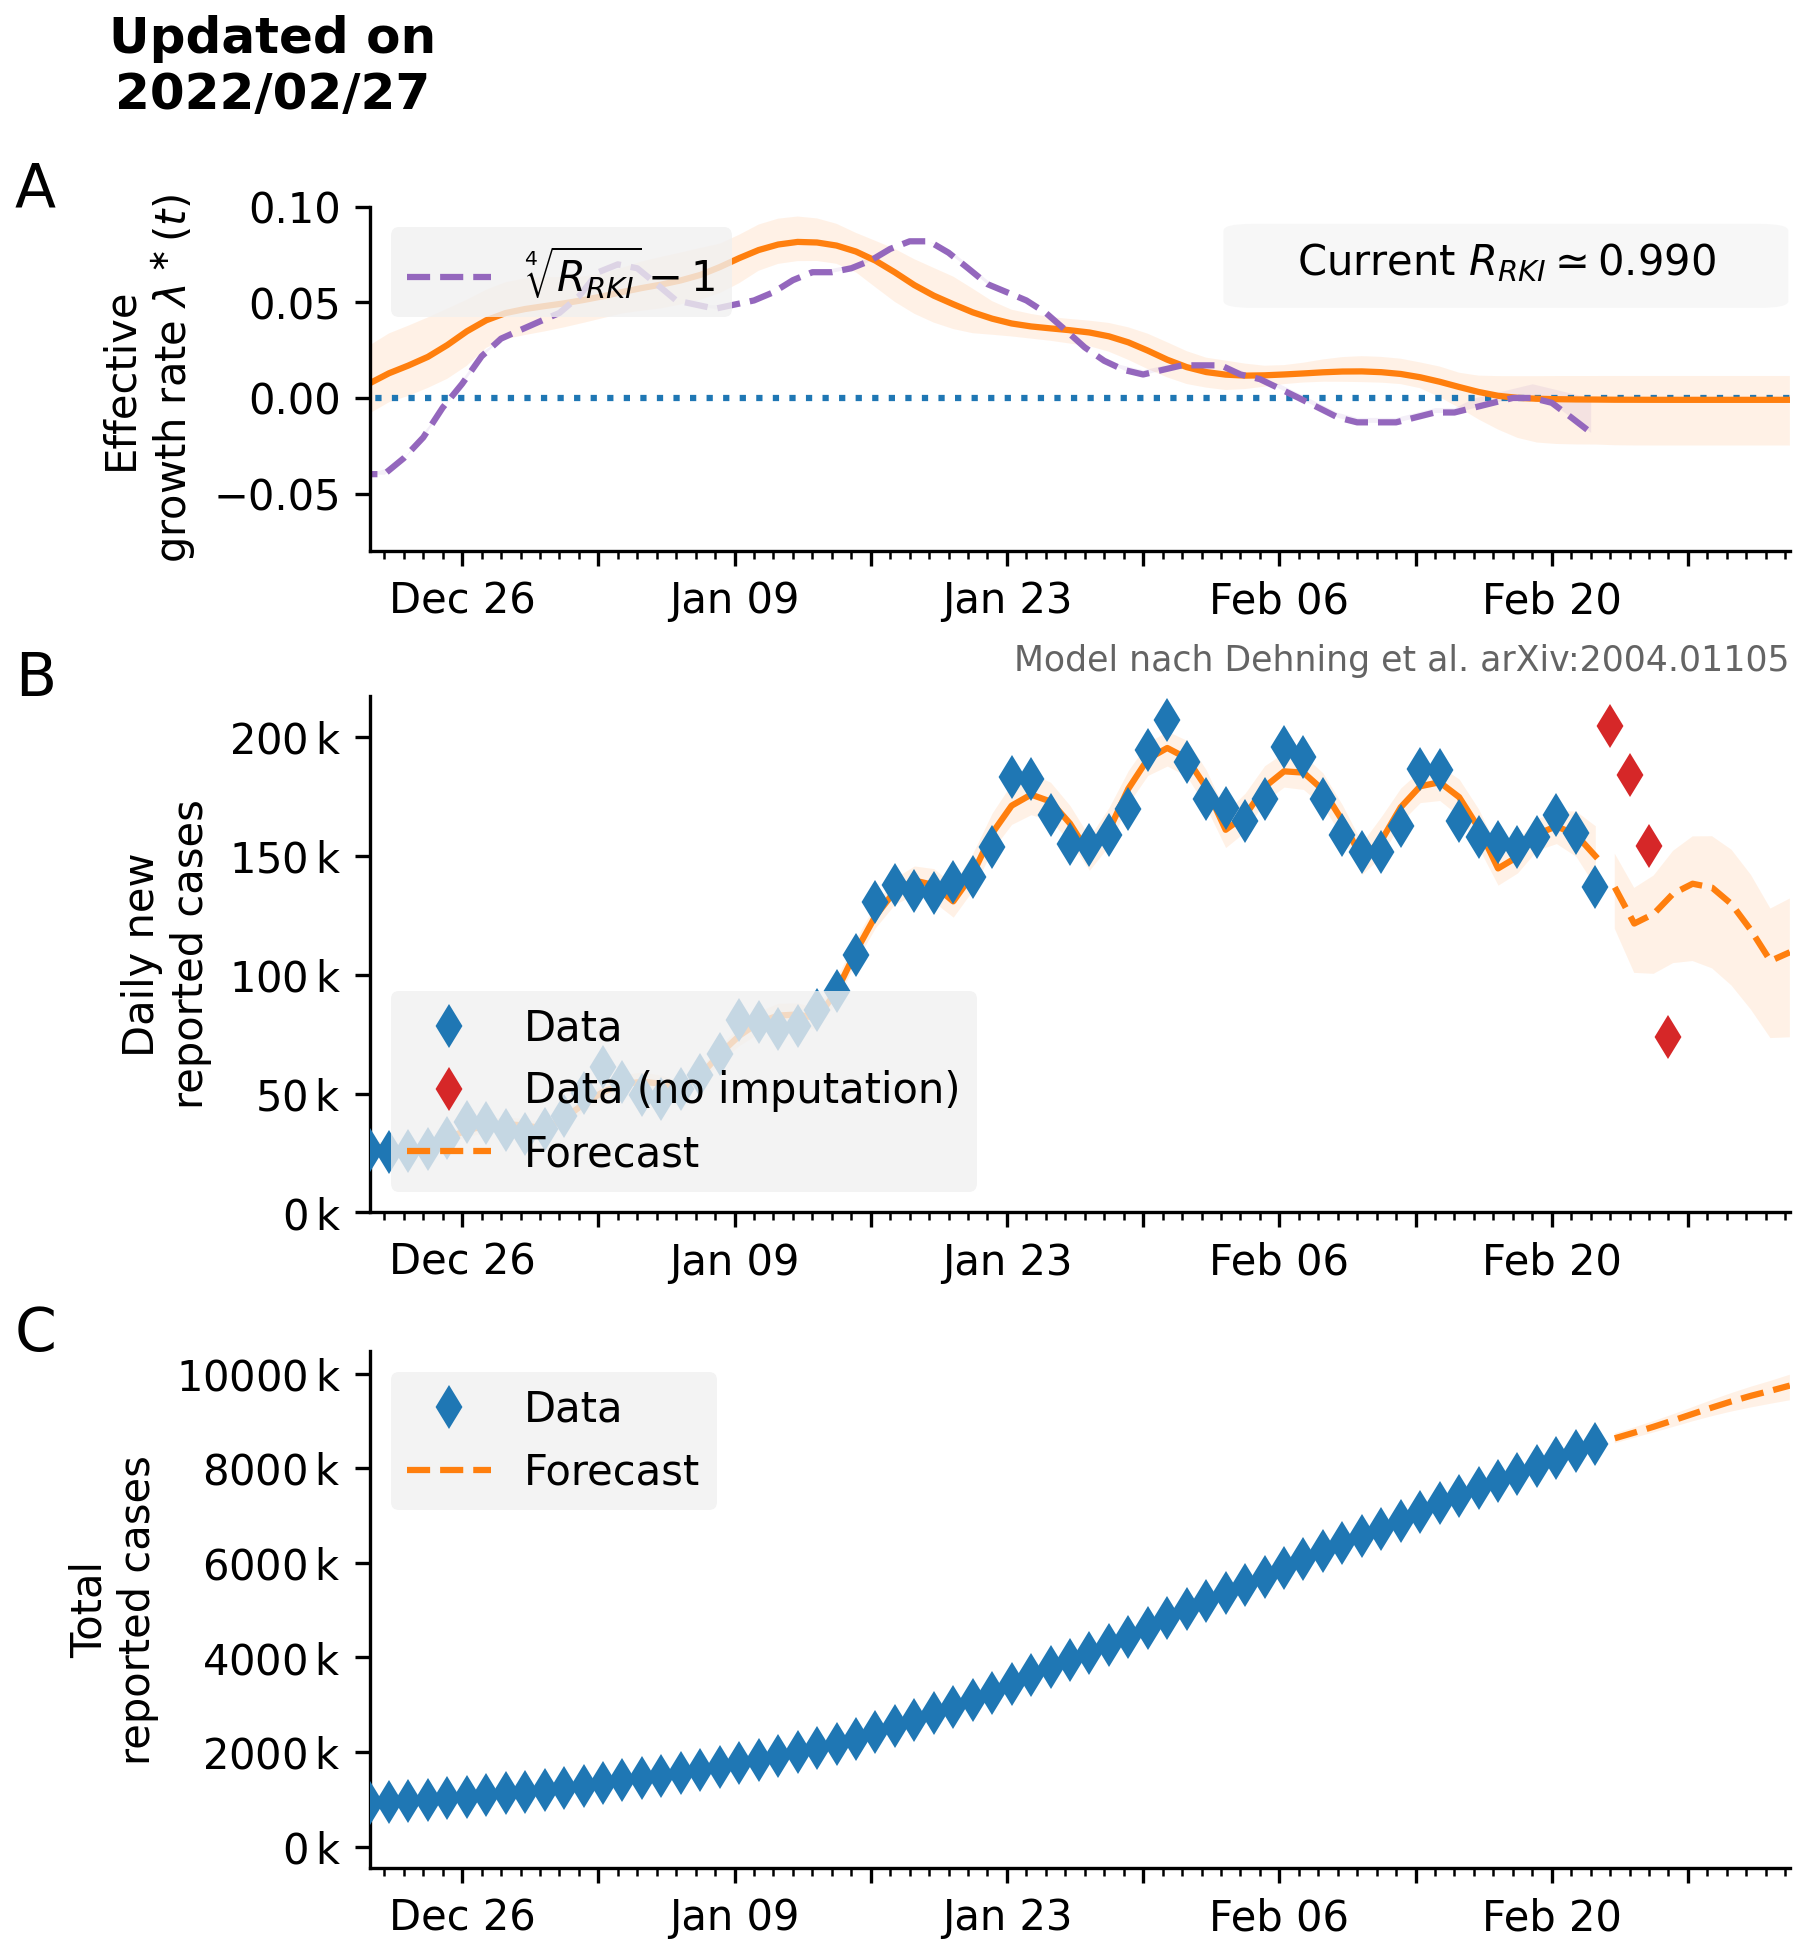 Updated on
2022/02/27
A
Effective
growth rate λ * (t)
0.10
0.05
0.00
−0.05
∜R_RKI − 1
Current R_RKI ≃ 0.990
Dec 26 Jan 09 Jan 23 Feb 06 Feb 20
Model nach Dehning et al. arXiv:2004.01105
B
Daily new
reported cases
200 k
150 k
100 k
50 k
0 k
Data
Data (no imputation)
Forecast
Dec 26 Jan 09 Jan 23 Feb 06 Feb 20
C
Total
reported cases
10000 k
8000 k
6000 k
4000 k
2000 k
0 k
Data
Forecast
Dec 26 Jan 09 Jan 23 Feb 06 Feb 20